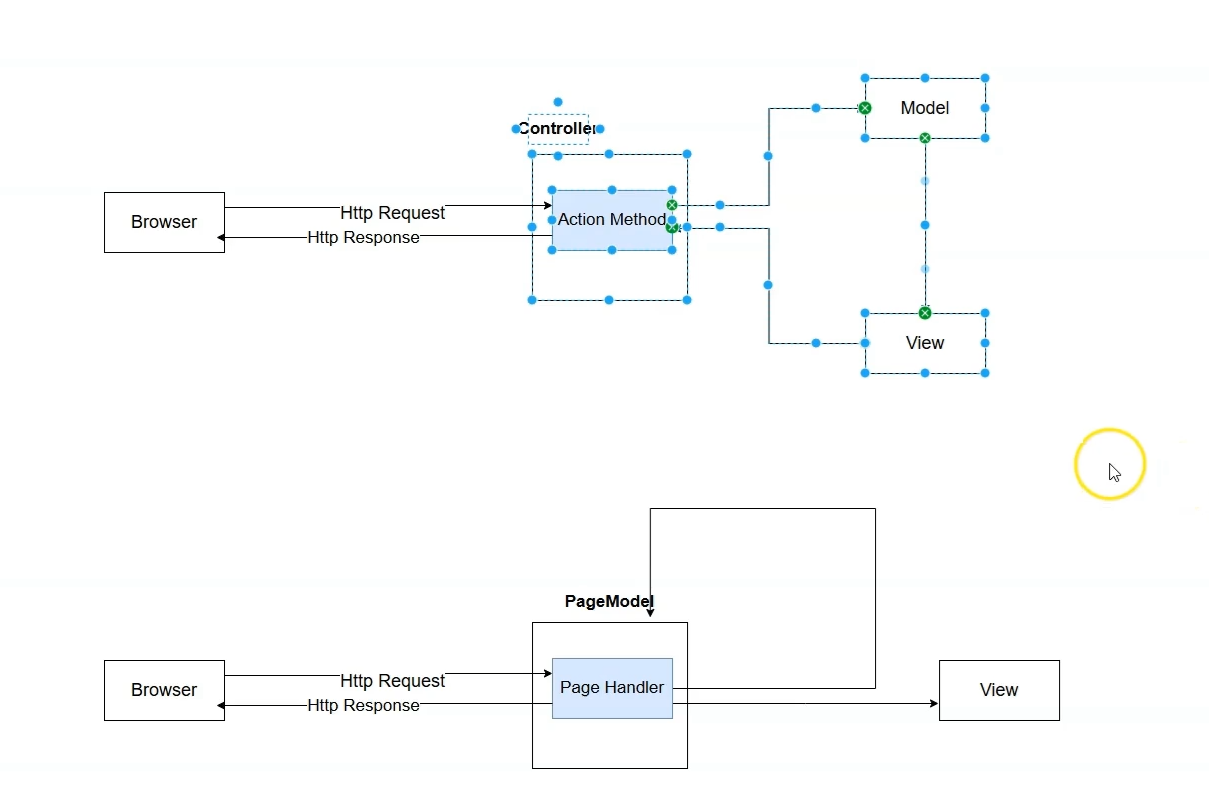 Model
Controller
Browser
Http Request
Action Method
Http Response
View
PageModel
Browser
Http Request
Page Handler
View
Http Response